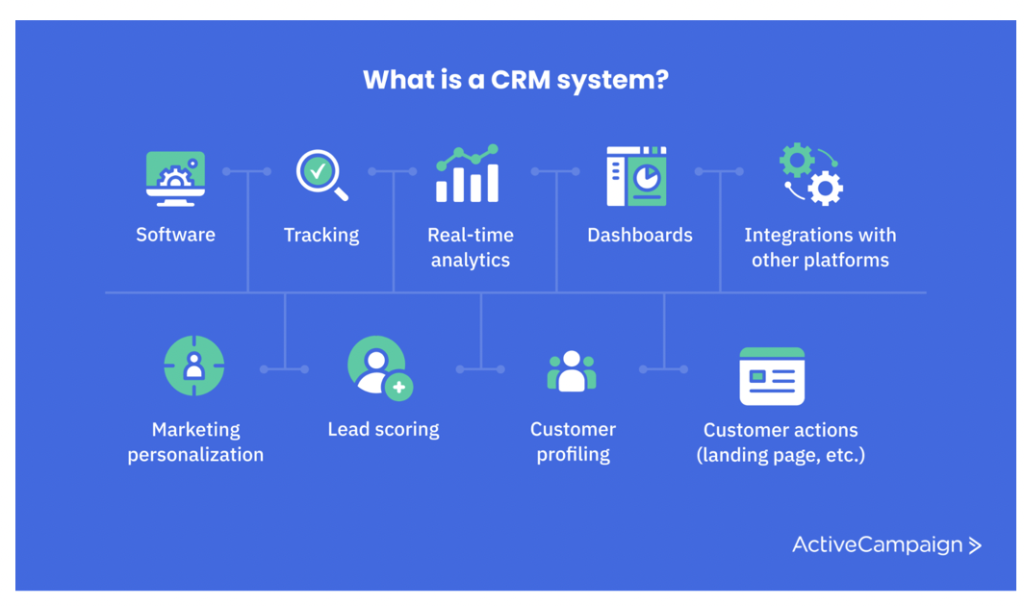 What is a CRM system?
Software
Tracking
Real-time
analytics
Dashboards
Integrations with
other platforms
Marketing
personalization
Lead scoring
Customer
profiling
Customer actions
(landing page, etc.)
ActiveCampaign